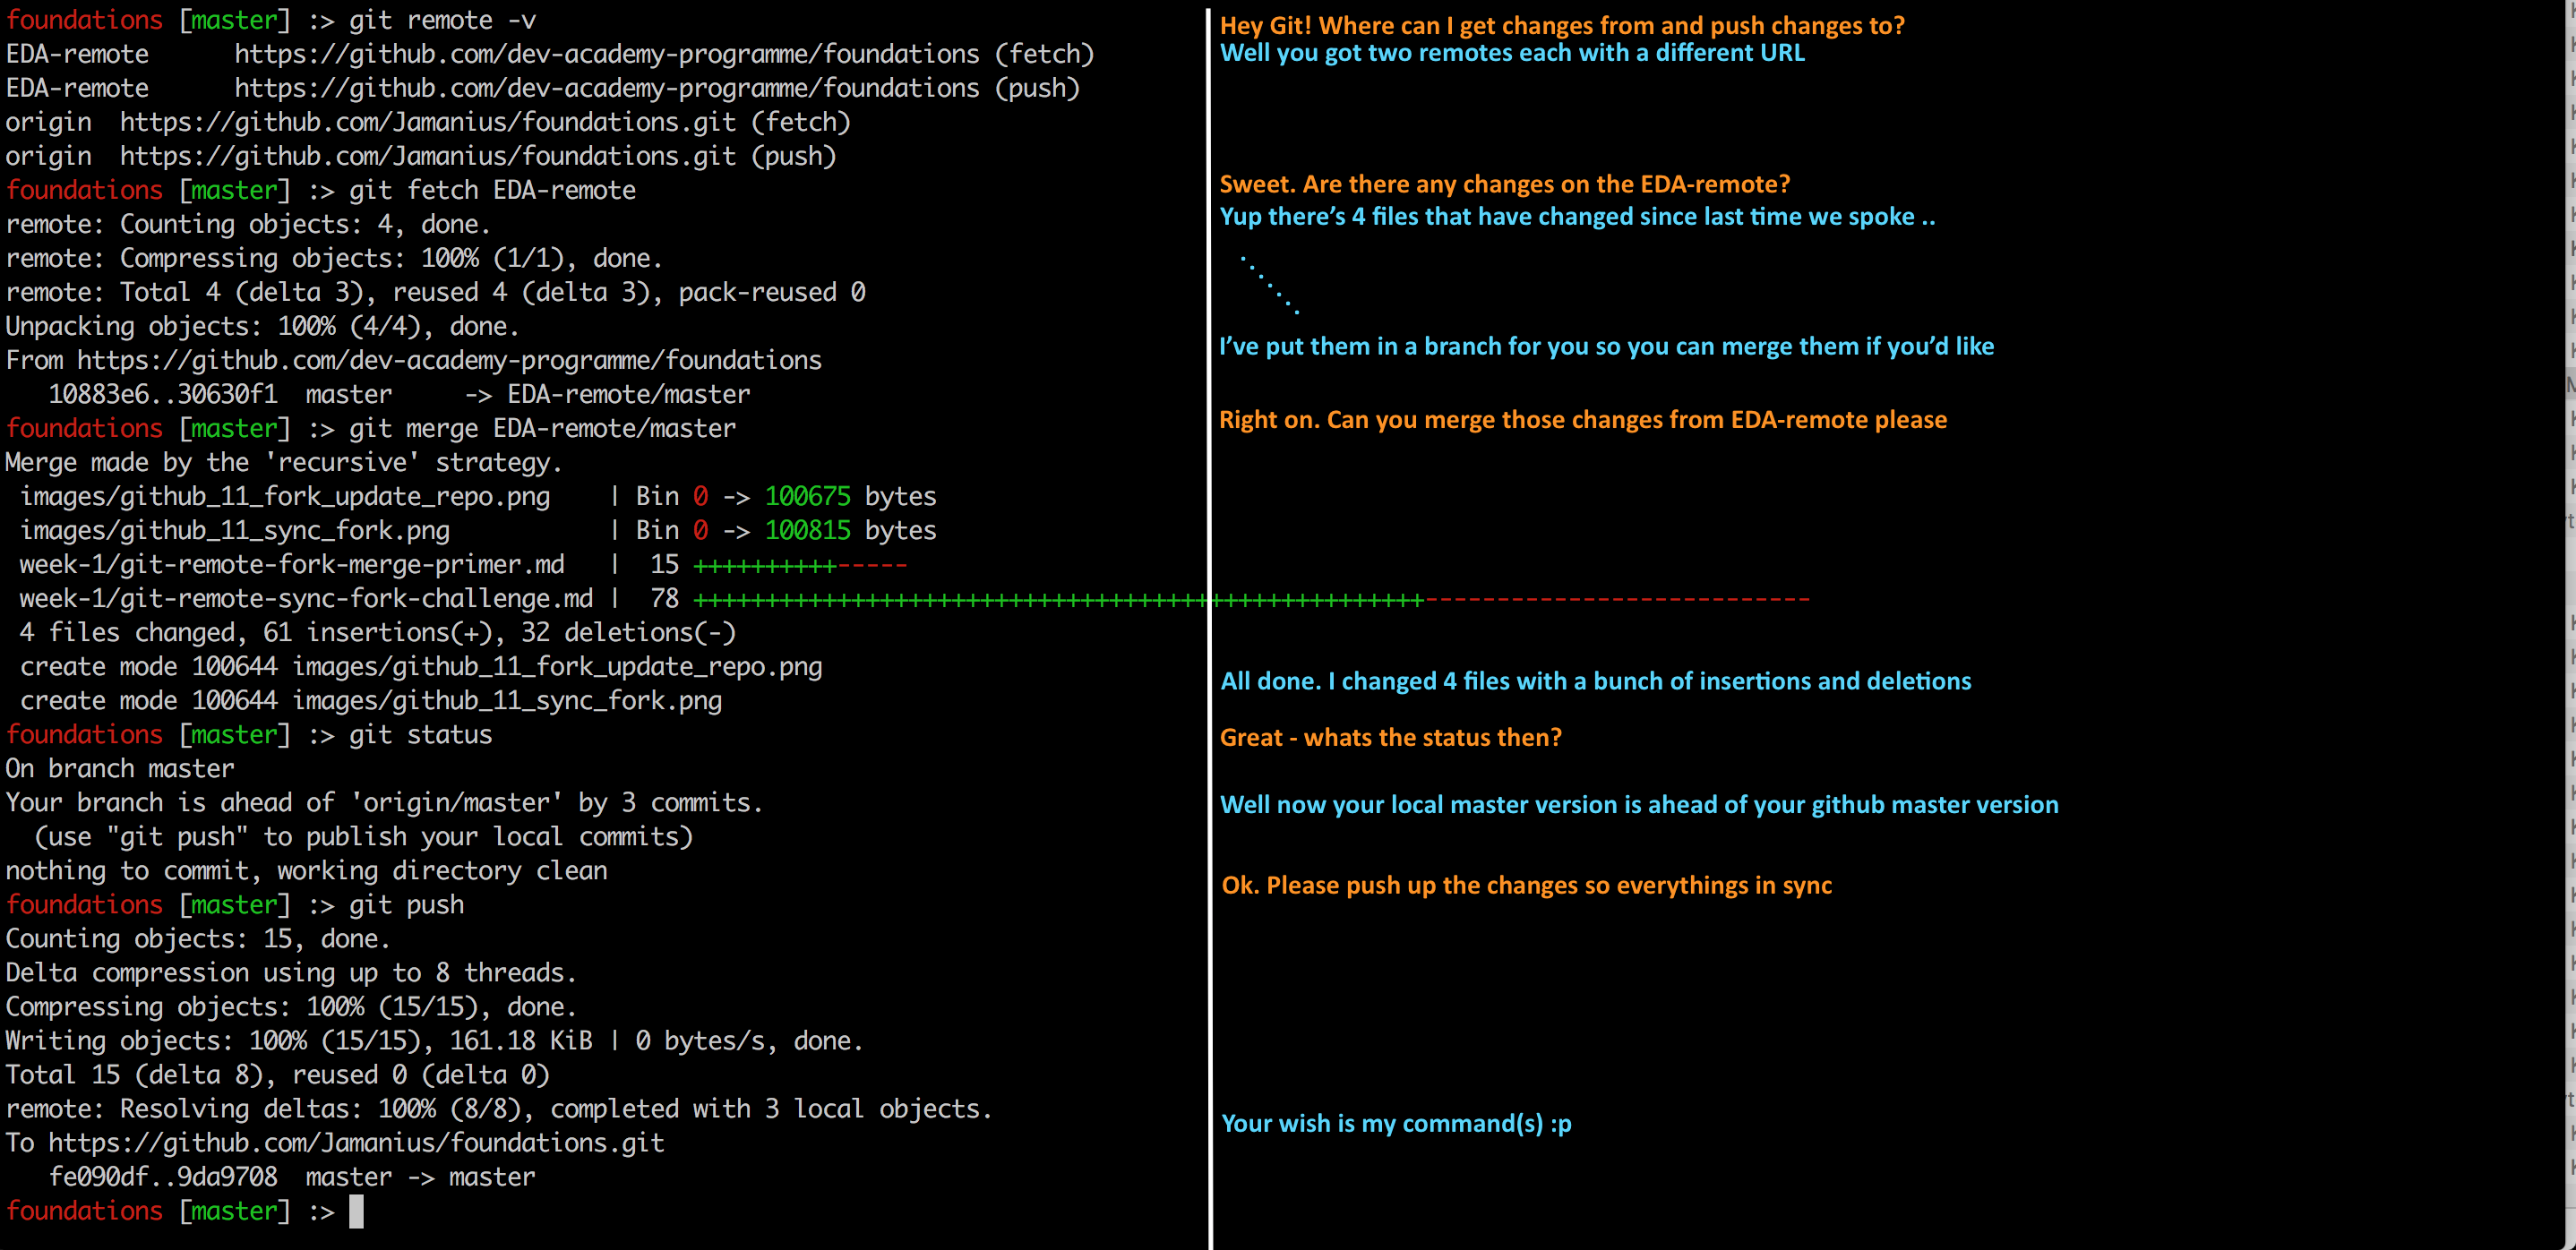 foundations [master] :> git remote -v
EDA-remote      https://github.com/dev-academy-programme/foundations (fetch)
EDA-remote      https://github.com/dev-academy-programme/foundations (push)
origin  https://github.com/Jamanius/foundations.git (fetch)
origin  https://github.com/Jamanius/foundations.git (push)
foundations [master] :> git fetch EDA-remote
remote: Counting objects: 4, done.
remote: Compressing objects: 100% (1/1), done.
remote: Total 4 (delta 3), reused 4 (delta 3), pack-reused 0
Unpacking objects: 100% (4/4), done.
From https://github.com/dev-academy-programme/foundations
   10883e6..30630f1  master     -> EDA-remote/master
foundations [master] :> git merge EDA-remote/master
Merge made by the 'recursive' strategy.
 images/github_11_fork_update_repo.png    | Bin 0 -> 100675 bytes
 images/github_11_sync_fork.png           | Bin 0 -> 100815 bytes
 week-1/git-remote-fork-merge-primer.md   |  15 ++++++++++-----
 week-1/git-remote-sync-fork-challenge.md |  78 +++++++++++++++++++++++++++++++++++++++++++++++++++---------------------------
 4 files changed, 61 insertions(+), 32 deletions(-)
 create mode 100644 images/github_11_fork_update_repo.png
 create mode 100644 images/github_11_sync_fork.png
foundations [master] :> git status
On branch master
Your branch is ahead of 'origin/master' by 3 commits.
  (use "git push" to publish your local commits)
nothing to commit, working directory clean
foundations [master] :> git push
Counting objects: 15, done.
Delta compression using up to 8 threads.
Compressing objects: 100% (15/15), done.
Writing objects: 100% (15/15), 161.18 KiB | 0 bytes/s, done.
Total 15 (delta 8), reused 0 (delta 0)
remote: Resolving deltas: 100% (8/8), completed with 3 local objects.
To https://github.com/Jamanius/foundations.git
   fe090df..9da9708  master -> master
foundations [master] :>
Hey Git! Where can I get changes from and push changes to?
Well you got two remotes each with a different URL
Sweet. Are there any changes on the EDA-remote?
Yup there’s 4 files that have changed since last time we spoke ..
I’ve put them in a branch for you so you can merge them if you’d like
Right on. Can you merge those changes from EDA-remote please
All done. I changed 4 files with a bunch of insertions and deletions
Great - whats the status then?
Well now your local master version is ahead of your github master version
Ok. Please push up the changes so everythings in sync
Your wish is my command(s) :p